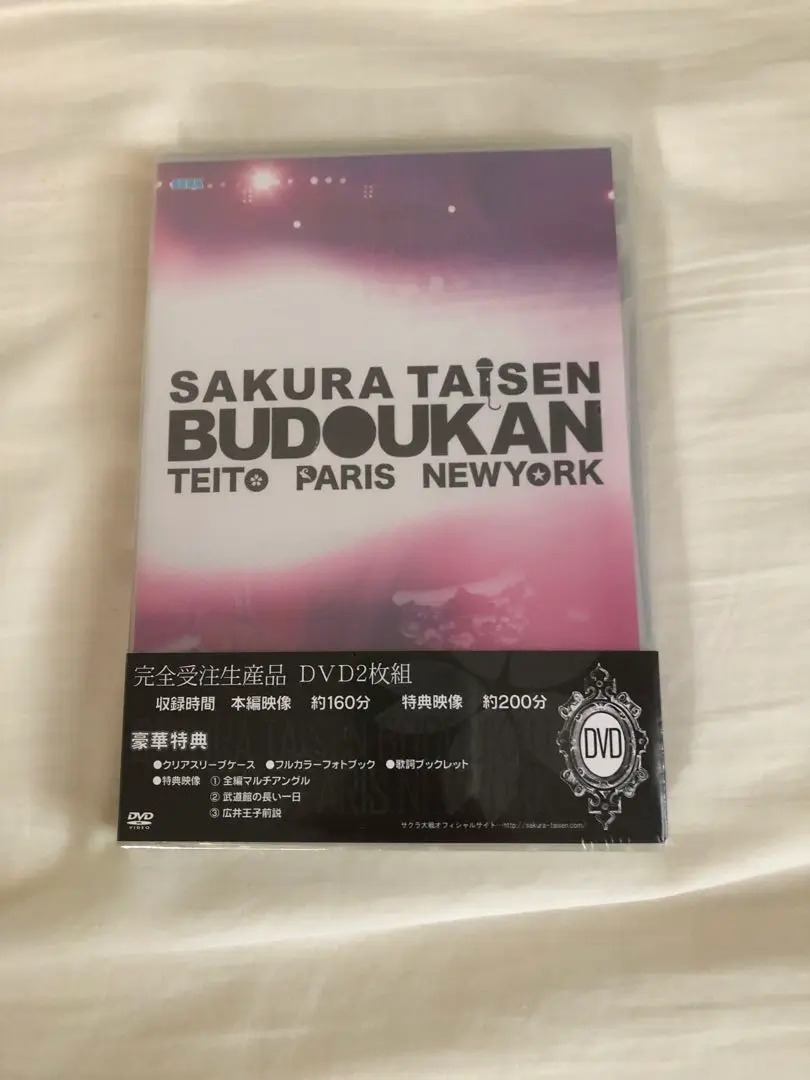 SEGA
SAKURA TAISEN
BUDOUKAN
TEITO PARIS NEWYORK
完全受注生産品 DVD2枚組
収録時間 本編映像 約160分 特典映像 約200分
豪華特典
●クリアスリーブケース ●フルカラーフォトブック ●歌詞ブックレット
●特典映像 ① 全編マルチアングル
② 武道館の長い一日
③ 広井王子前説
DVD
DVD
VIDEO
サクラ大戦オフィシャルサイト…http://sakura-taisen.com/